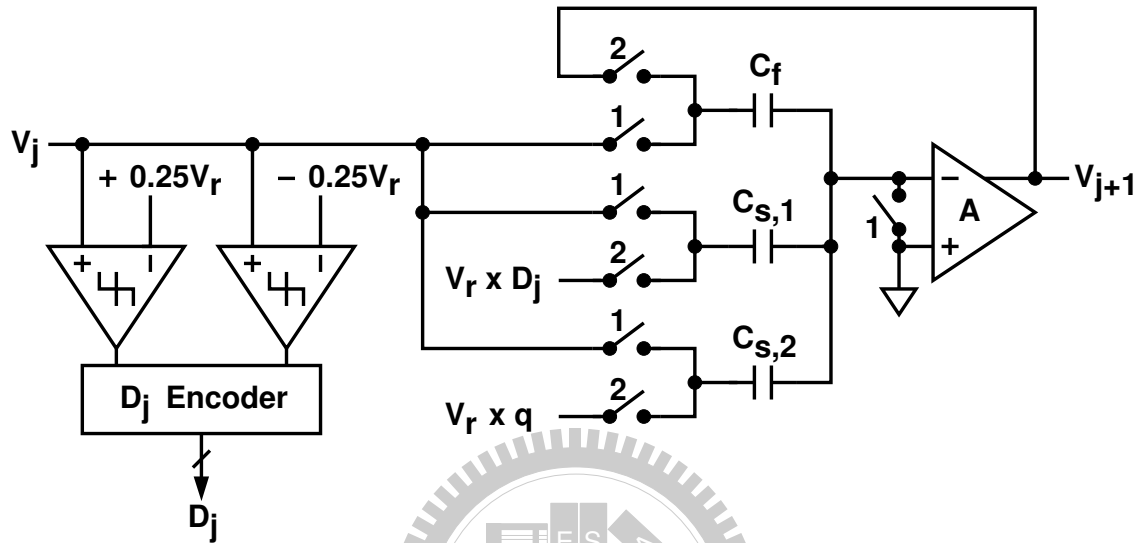 2
C_f
1
V_j
+ 0.25V_r
− 0.25V_r
1
C_{s,1}
2
V_r x D_j
1
− A +
V_{j+1}
+ −
+ −
1
C_{s,2}
2
V_r x q
D_j Encoder
D_j
E S